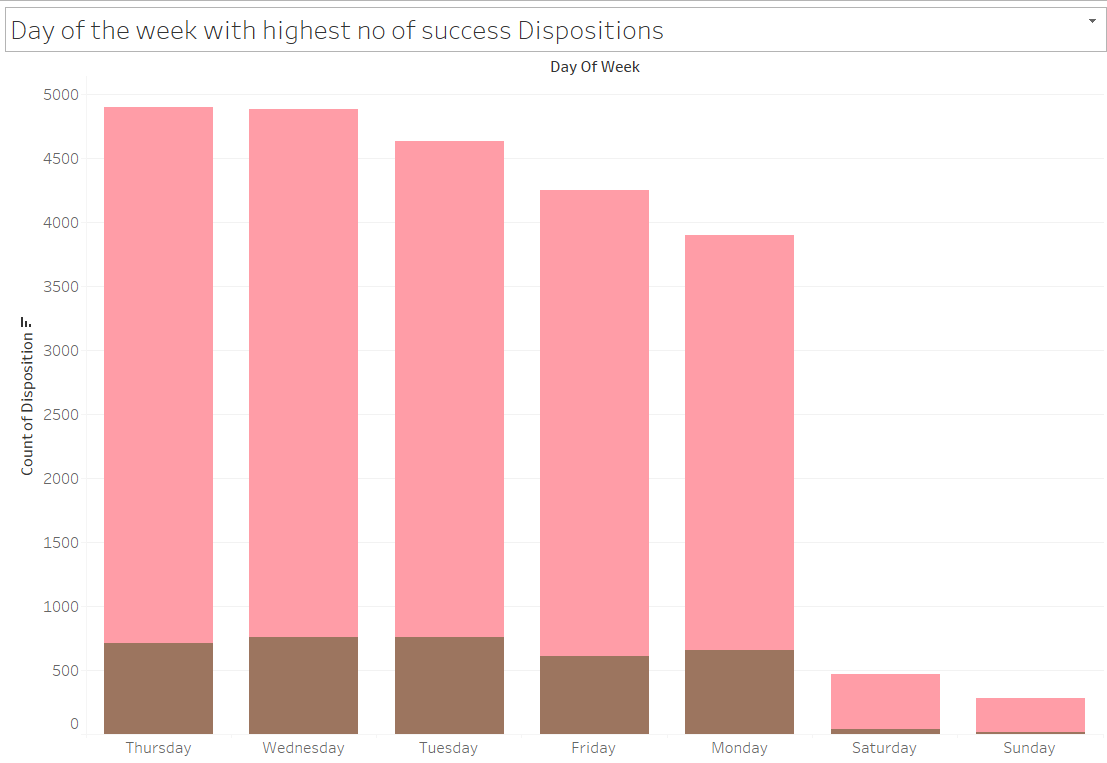 Day of the week with highest no of success Dispositions
Day Of Week
Count of Disposition
5000
4500
4000
3500
3000
2500
2000
1500
1000
500
0
Thursday Wednesday Tuesday Friday Monday Saturday Sunday